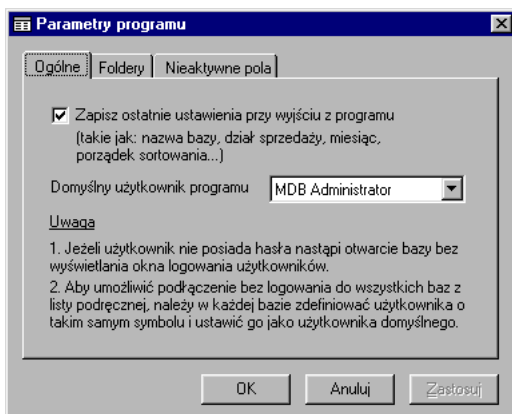 Parametry programu
Ogólne Foldery Nieaktywne pola
Zapisz ostatnie ustawienia przy wyjściu z programu
(takie jak: nazwa bazy, dział sprzedaży, miesiąc,
porządek sortowania...)
Domyślny użytkownik programu MDB Administrator
Uwaga
1. Jeżeli użytkownik nie posiada hasła nastąpi otwarcie bazy bez
wyświetlania okna logowania użytkowników.
2. Aby umożliwić podłączenie bez logowania do wszystkich baz z
listy podręcznej, należy w każdej bazie zdefiniować użytkownika o
takim samym symbolu i ustawić go jako użytkownika domyślnego.
OK Anuluj Zastosuj